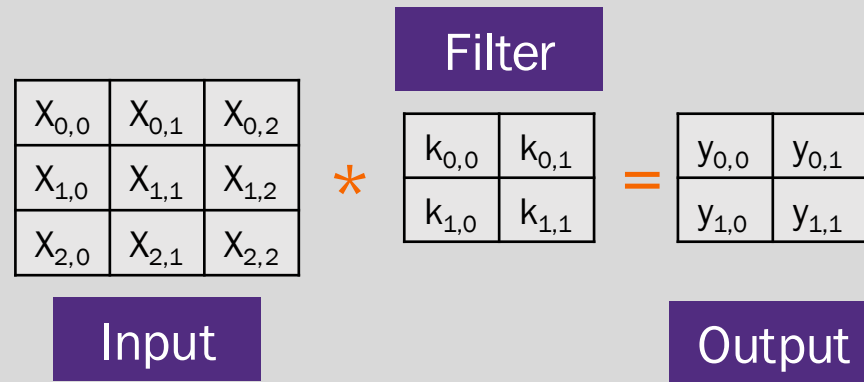 Filter
X0,0 X0,1 X0,2
X1,0 X1,1 X1,2
X2,0 X2,1 X2,2
*
k0,0 k0,1
k1,0 k1,1
=
y0,0 y0,1
y1,0 y1,1
Input
Output